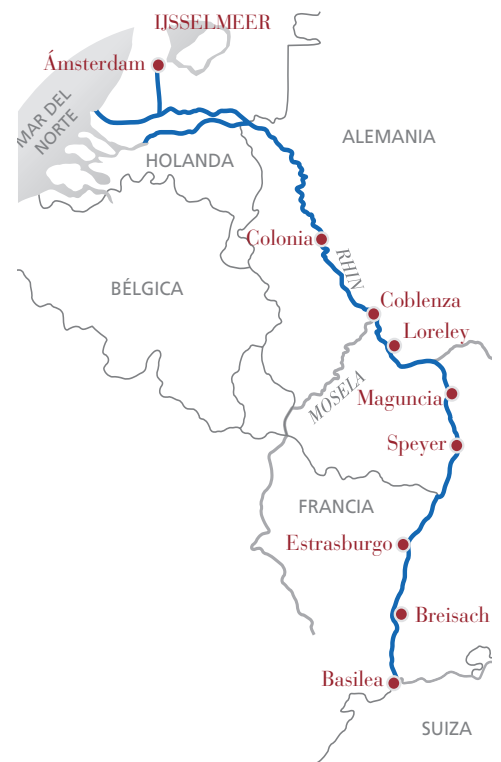 IJSSELMEER
Ámsterdam
MAR DEL
NORTE
ALEMANIA
HOLANDA
Colonia
RHIN
BÉLGICA
Coblenza
Loreley
MOSELA
Maguncia
Speyer
FRANCIA
Estrasburgo
Breisach
Basilea
SUIZA